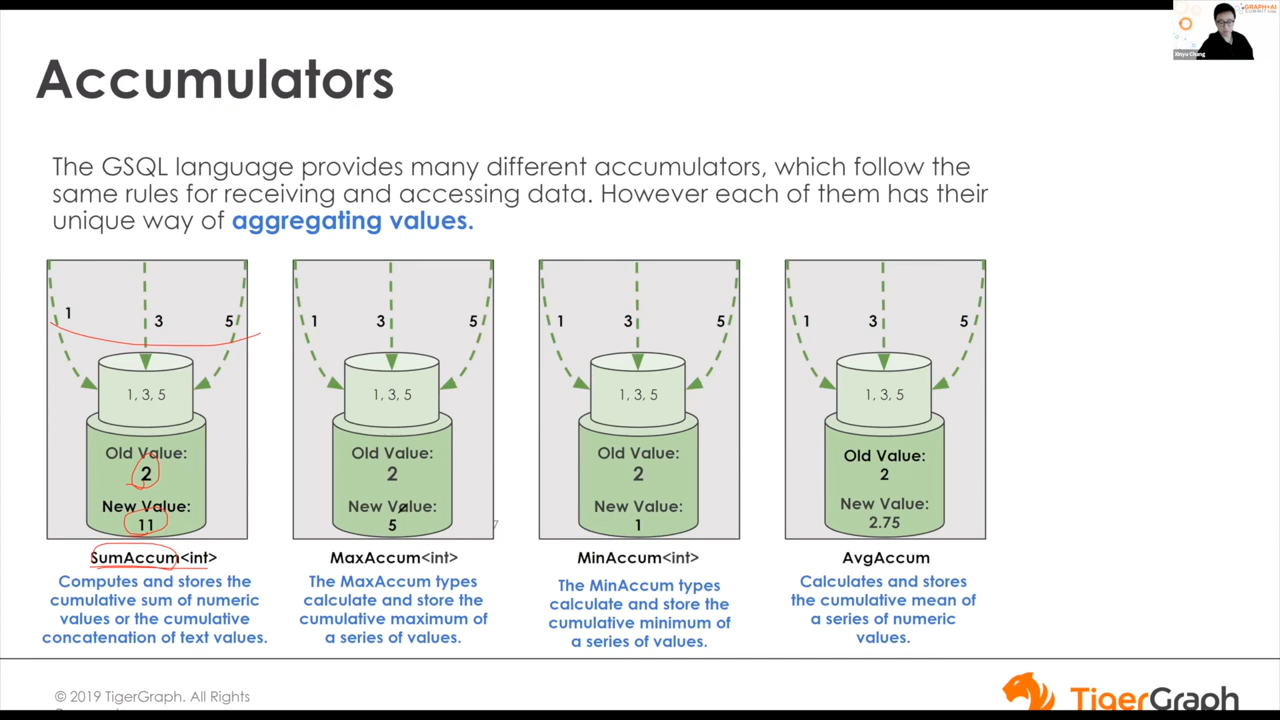 GRAPH+AI
SUMMIT
Xinyu Chang
Accumulators
The GSQL language provides many different accumulators, which follow the
same rules for receiving and accessing data. However each of them has their
unique way of aggregating values.
1 3 5
1, 3, 5
Old Value:
2
New Value:
11
SumAccum<int>
Computes and stores the
cumulative sum of numeric
values or the cumulative
concatenation of text values.
1 3 5
1, 3, 5
Old Value:
2
New Value:
5
7
MaxAccum<int>
The MaxAccum types
calculate and store the
cumulative maximum of
a series of values.
1 3 5
1, 3, 5
Old Value:
2
New Value:
1
MinAccum<int>
The MinAccum types
calculate and store the
cumulative minimum of
a series of values.
1 3 5
1, 3, 5
Old Value:
2
New Value:
2.75
AvgAccum
Calculates and stores
the cumulative mean of
a series of numeric
values.
© 2019 TigerGraph. All Rights
TigerGraph